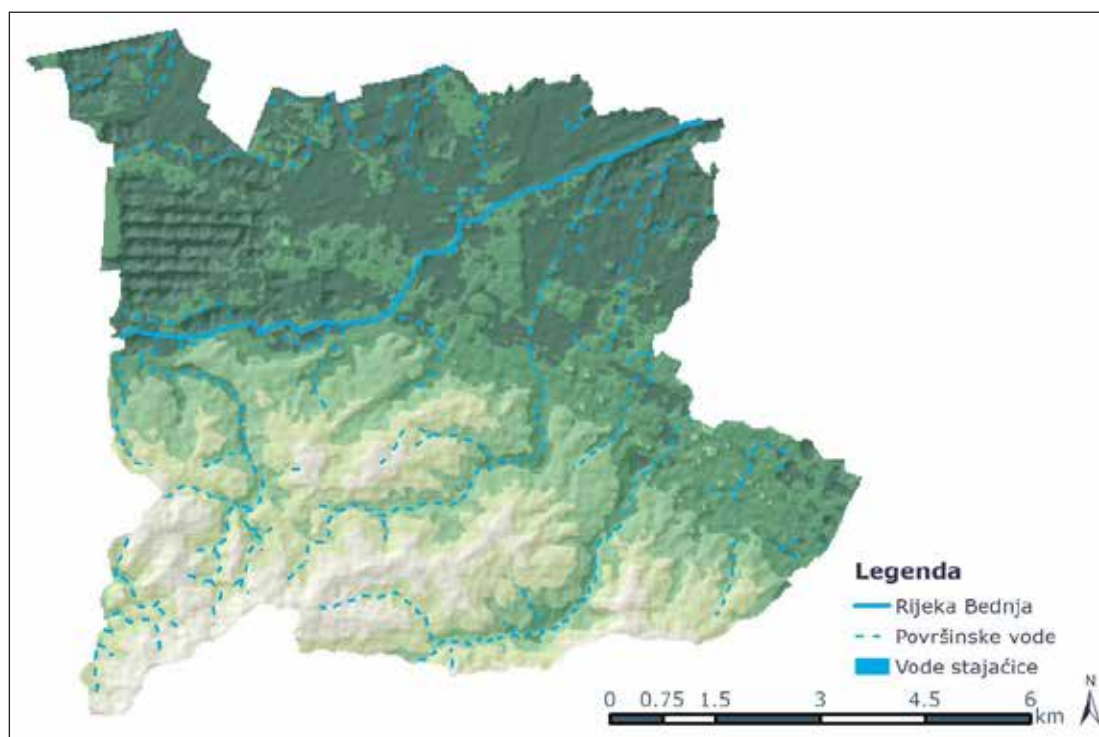 Legenda
Rijeka Bednja
Površinske vode
Vode stajaćice
N
0 0.75 1.5 3 4.5 6
km